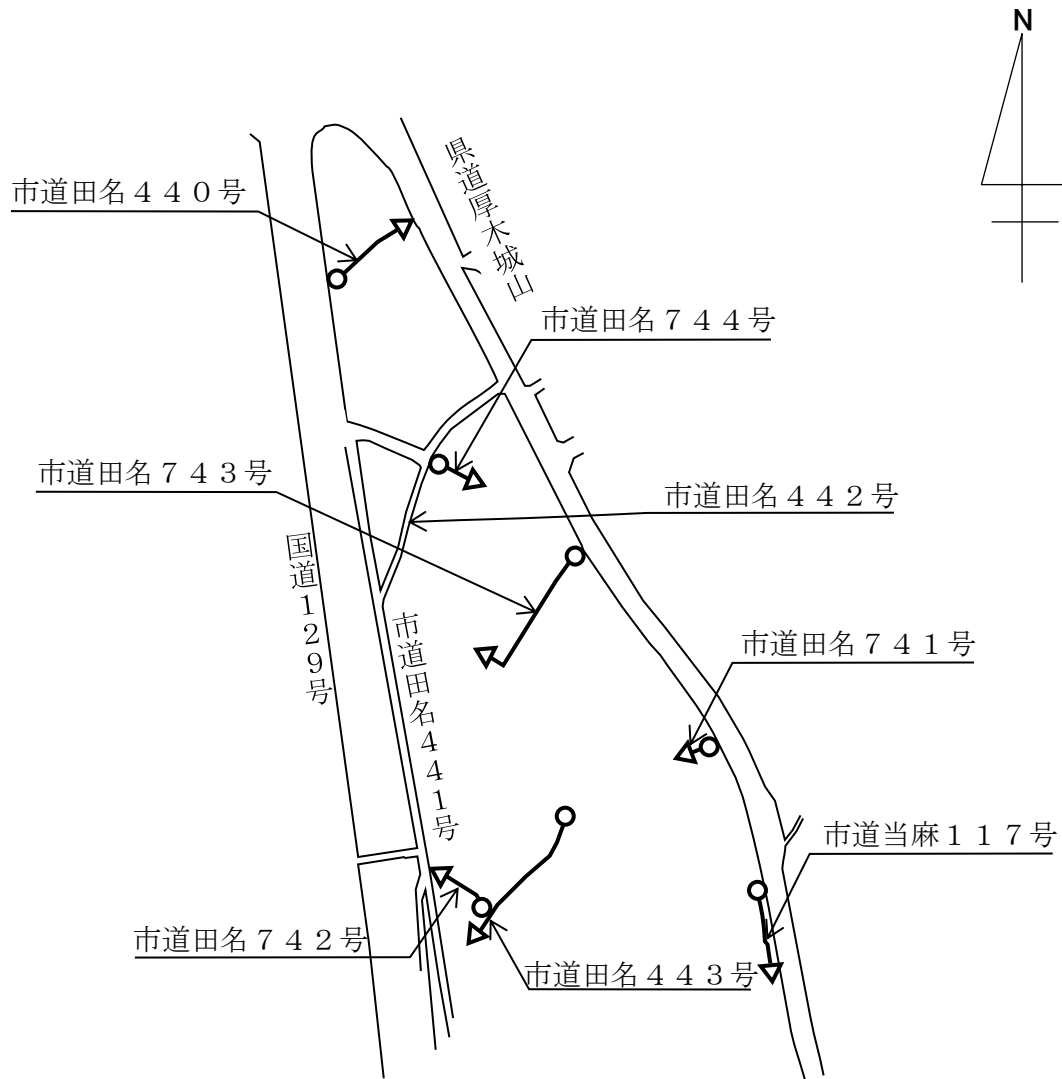 N
市道田名４４０号
県道厚木城山
市道田名７４４号
市道田名７４３号
市道田名４４２号
国道１２９号
市道田名４４１号
市道田名７４１号
市道当麻１１７号
市道田名７４２号
市道田名４４３号